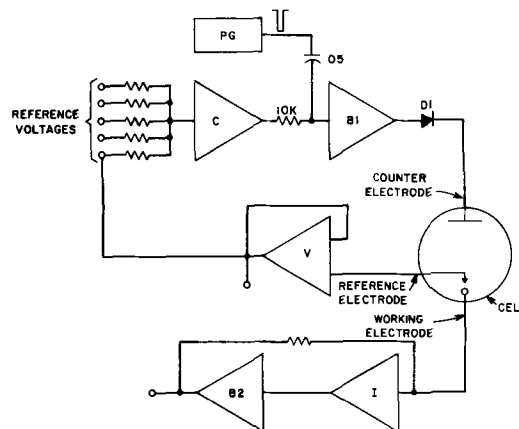 PG
05
REFERENCE
VOLTAGES
C
10K
B1
D1
COUNTER
ELECTRODE
V
REFERENCE
ELECTRODE
CEL
WORKING
ELECTRODE
B2
I